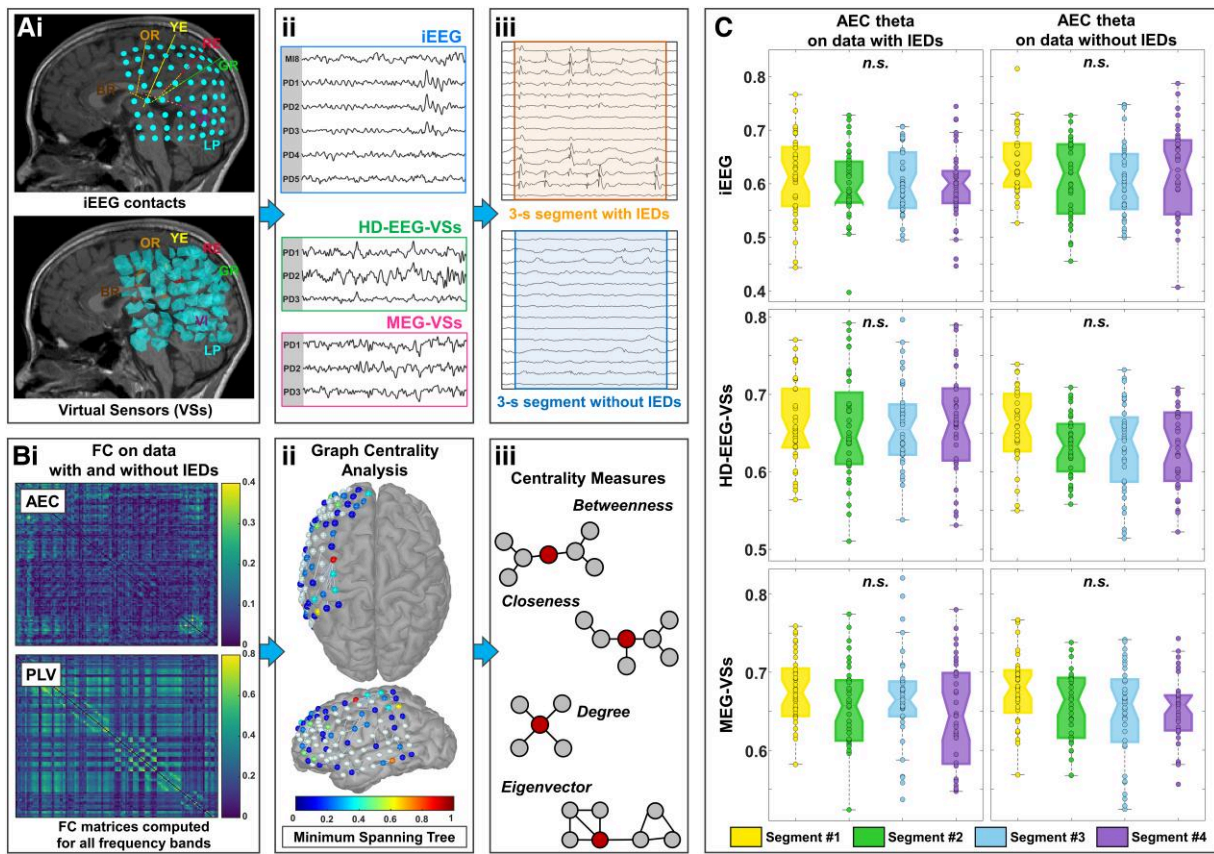 Ai
OR
YE
RE
GR
BR
LP
iEEG contacts
OR
YE
RE
GR
BR
VI
LP
Virtual Sensors (VSs)
ii
iEEG
MI8
PD1
PD2
PD3
PD4
PD5
HD-EEG-VSs
PD1
PD2
PD3
MEG-VSs
PD1
PD2
PD3
iii
3-s segment with IEDs
3-s segment without IEDs
Bi
FC on data
with and without IEDs
AEC
0.4
0.3
0.2
0.1
0
PLV
0.8
0.6
0.4
0.2
0
FC matrices computed
for all frequency bands
ii
Graph Centrality
Analysis
0 0.2 0.4 0.6 0.8 1
Minimum Spanning Tree
iii
Centrality Measures
Betweenness
Closeness
Degree
Eigenvector
C
AEC theta
on data with IEDs
AEC theta
on data without IEDs
n.s.
n.s.
iEEG
0.8
0.7
0.6
0.5
0.4
n.s.
n.s.
HD-EEG-VSs
0.8
0.7
0.6
0.5
n.s.
n.s.
MEG-VSs
0.8
0.7
0.6
Segment #1
Segment #2
Segment #3
Segment #4